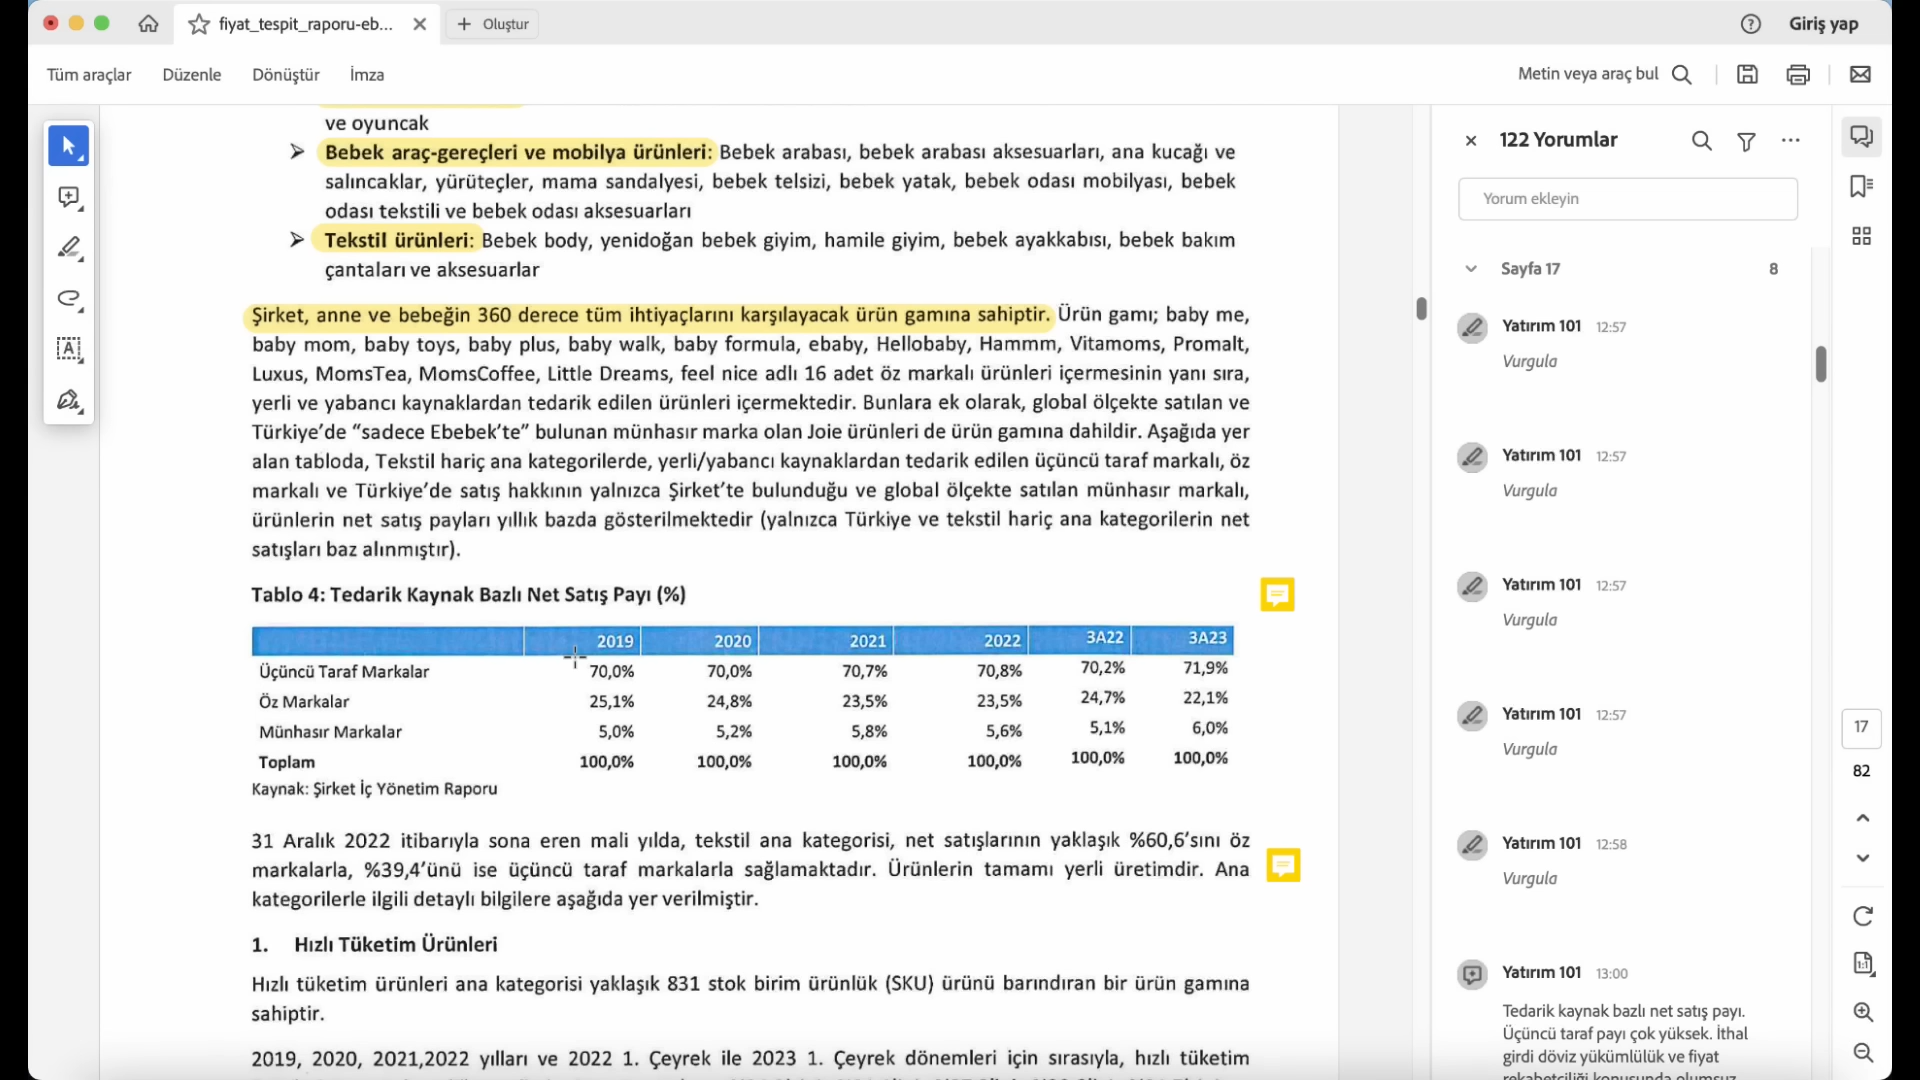 fiyat_tespit_raporu-eb...
Oluştur
Giriş yap
Tüm araçlar
Düzenle
Dönüştür
İmza
Metin veya araç bul
ve oyuncak
➢ Bebek araç-gereçleri ve mobilya ürünleri: Bebek arabası, bebek arabası aksesuarları, ana kucağı ve
salıncaklar, yürüteçler, mama sandalyesi, bebek telsizi, bebek yatak, bebek odası mobilyası, bebek
odası tekstili ve bebek odası aksesuarları
➢ Tekstil ürünleri: Bebek body, yenidoğan bebek giyim, hamile giyim, bebek ayakkabısı, bebek bakım
çantaları ve aksesuarlar
Şirket, anne ve bebeğin 360 derece tüm ihtiyaçlarını karşılayacak ürün gamına sahiptir. Ürün gamı; baby me,
baby mom, baby toys, baby plus, baby walk, baby formula, ebaby, Hellobaby, Hammm, Vitamoms, Promalt,
Luxus, MomsTea, MomsCoffee, Little Dreams, feel nice adlı 16 adet öz markalı ürünleri içermesinin yanı sıra,
yerli ve yabancı kaynaklardan tedarik edilen ürünleri içermektedir. Bunlara ek olarak, global ölçekte satılan ve
Türkiye’de “sadece Ebebek’te” bulunan münhasır marka olan Joie ürünleri de ürün gamına dahildir. Aşağıda yer
alan tabloda, Tekstil hariç ana kategorilerde, yerli/yabancı kaynaklardan tedarik edilen üçüncü taraf markalı, öz
markalı ve Türkiye’de satış hakkının yalnızca Şirket’te bulunduğu ve global ölçekte satılan münhasır markalı,
ürünlerin net satış payları yıllık bazda gösterilmektedir (yalnızca Türkiye ve tekstil hariç ana kategorilerin net
satışları baz alınmıştır).
Tablo 4: Tedarik Kaynak Bazlı Net Satış Payı (%)
2019 2020 2021 2022 3A22 3A23
Üçüncü Taraf Markalar 70,0% 70,0% 70,7% 70,8% 70,2% 71,9%
Öz Markalar 25,1% 24,8% 23,5% 23,5% 24,7% 22,1%
Münhasır Markalar 5,0% 5,2% 5,8% 5,6% 5,1% 6,0%
Toplam 100,0% 100,0% 100,0% 100,0% 100,0% 100,0%
Kaynak: Şirket İç Yönetim Raporu
31 Aralık 2022 itibarıyla sona eren mali yılda, tekstil ana kategorisi, net satışlarının yaklaşık %60,6’sını öz
markalarla, %39,4’ünü ise üçüncü taraf markalarla sağlamaktadır. Ürünlerin tamamı yerli üretimdir. Ana
kategorilerle ilgili detaylı bilgilere aşağıda yer verilmiştir.
1. Hızlı Tüketim Ürünleri
Hızlı tüketim ürünleri ana kategorisi yaklaşık 831 stok birim ürünlük (SKU) ürünü barındıran bir ürün gamına
sahiptir.
2019, 2020, 2021,2022 yılları ve 2022 1. Çeyrek ile 2023 1. Çeyrek dönemleri için sırasıyla, hızlı tüketim
122 Yorumlar
Yorum ekleyin
Sayfa 17 8
Yatırım 101 12:57
Vurgula
Yatırım 101 12:57
Vurgula
Yatırım 101 12:57
Vurgula
Yatırım 101 12:57
Vurgula
Yatırım 101 12:58
Vurgula
Yatırım 101 13:00
Tedarik kaynak bazlı net satış payı.
Üçüncü taraf payı çok yüksek. İthal
girdi döviz yükümlülük ve fiyat
rekabetçiliği konusunda olumsuz
17
82
1:1